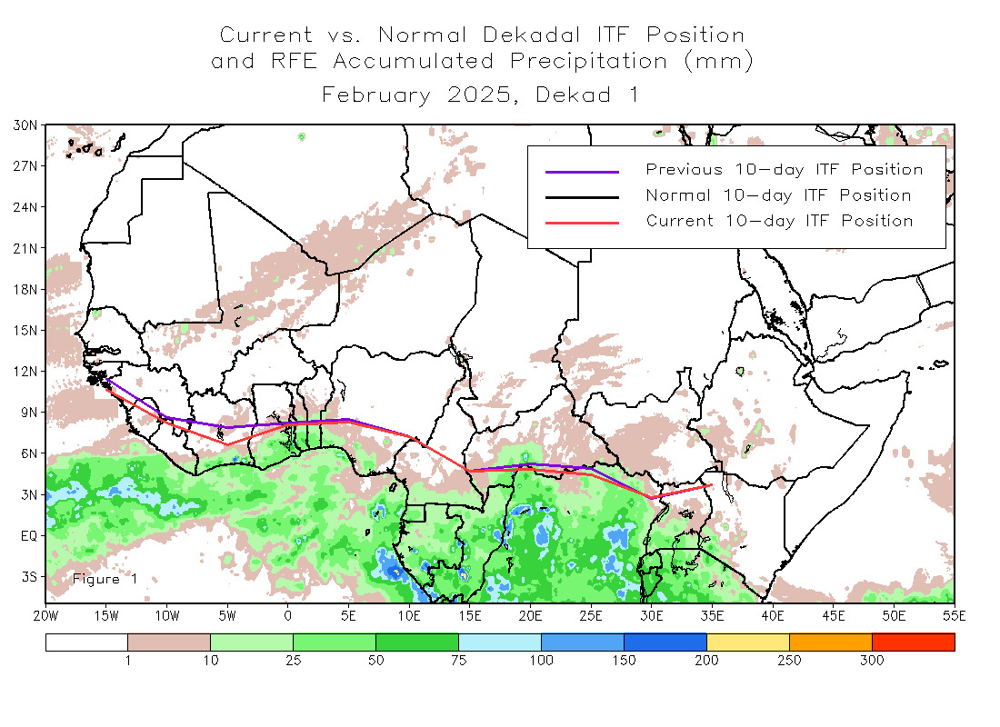 Current vs. Normal Dekadal ITF Position
and RFE Accumulated Precipitation (mm)
February 2025, Dekad 1
30N
27N
24N
21N
18N
15N
12N
9N
6N
3N
EQ
3S
Previous 10-day ITF Position
Normal 10-day ITF Position
Current 10-day ITF Position
Figure 1
20W 15W 10W 5W 0 5E 10E 15E 20E 25E 30E 35E 40E 45E 50E 55E
1 10 25 50 75 100 150 200 250 300